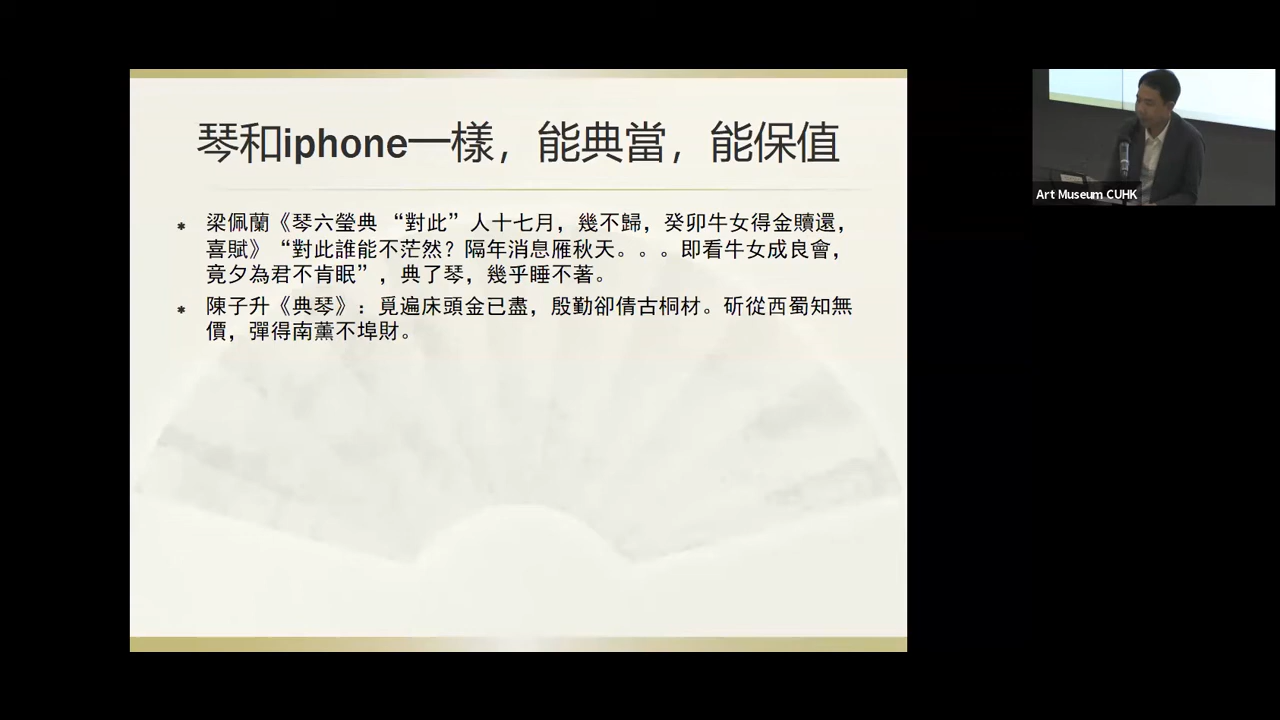 琴和iphone一樣，能典當，能保值
* 梁佩蘭《琴六瑩典 “對此”人十七月，幾不歸，癸卯牛女得金贖還，
喜賦》“對此誰能不茫然？隔年消息雁秋天。。。即看牛女成良會，
竟夕為君不肯眠”，典了琴，幾乎睡不著。
* 陳子升《典琴》：覓遍床頭金已盡，殷勤卻倩古桐材。斫從西蜀知無
價，彈得南薰不埠財。
Art Museum CUHK